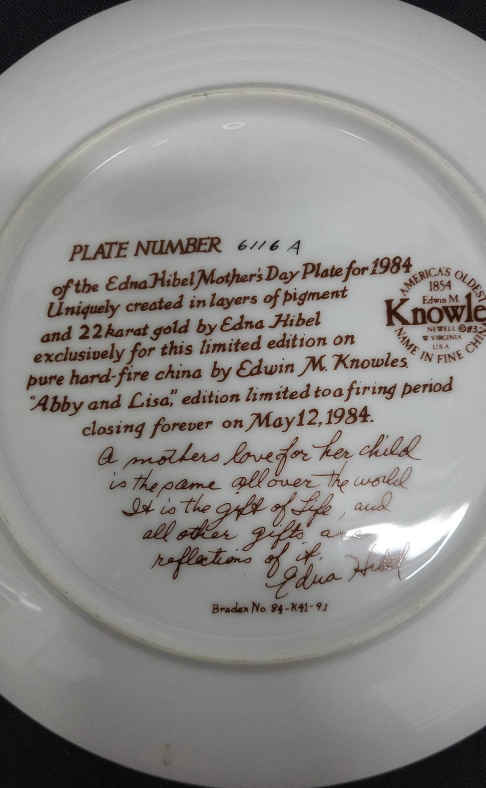 PLATE NUMBER 6116 A
of the Edna Hibel Mother's Day Plate for 1984
Uniquely created in layers of pigment
and 22 karat gold by Edna Hibel
exclusively for this limited edition on
pure hard-fire china by Edwin M. Knowles.
"Abby and Lisa," edition limited to a firing period
closing forever on May 12, 1984.
A mothers love for her child
is the same all over the world
It is the gift of Life, and
all other gifts
reflections of it.
Edna Hibel
Bradex No. 84-K41-9.1
AMERICA'S OLDEST
1854
Edwin M.
Knowle
NEWELL
W VIRGINIA
U.S.A.
NAME IN FINE